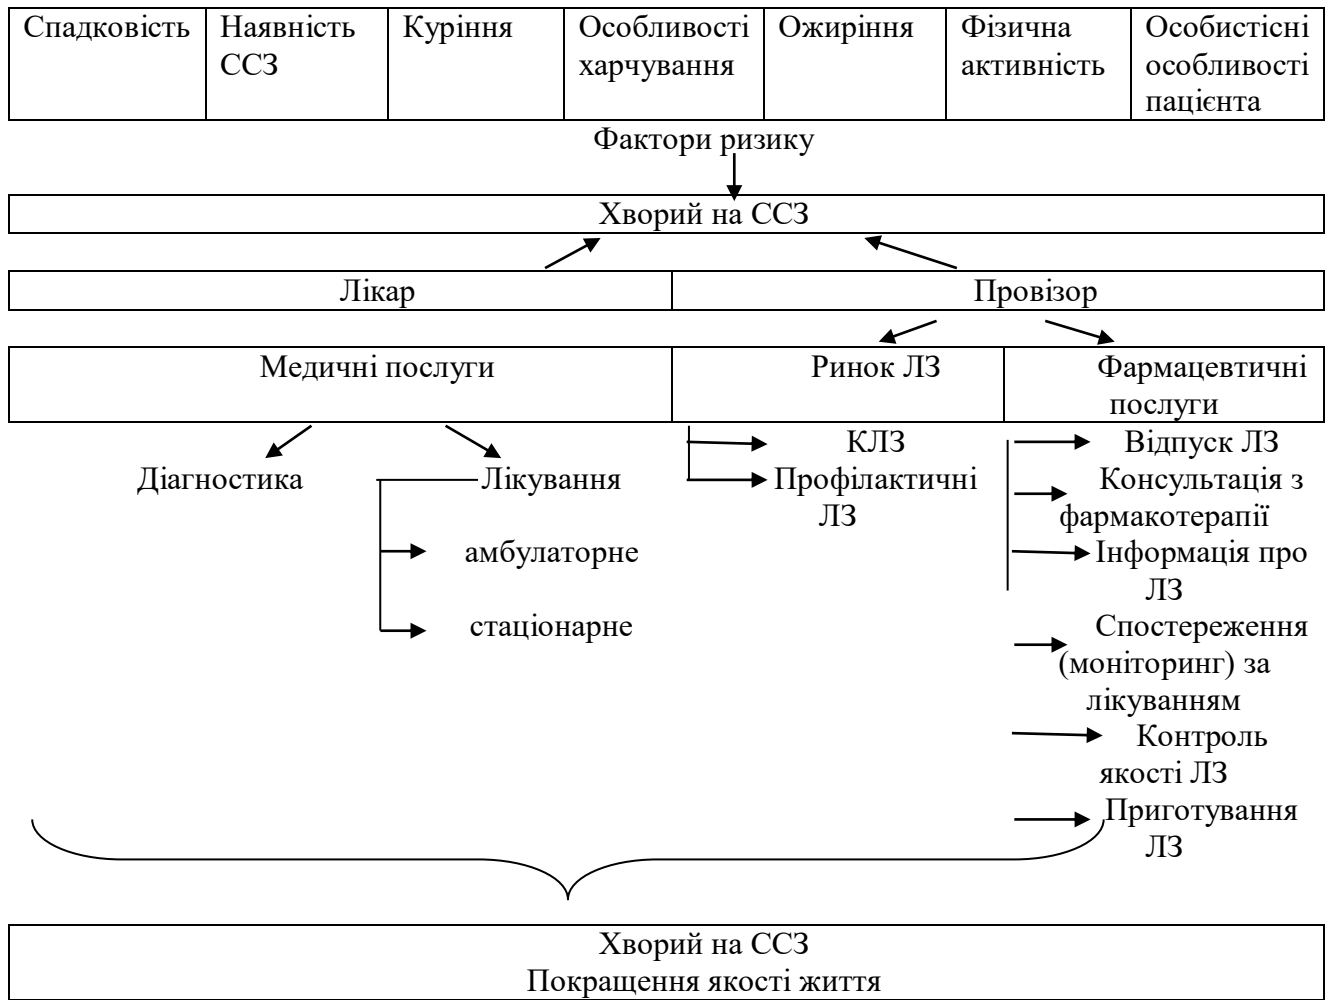 Спадковість
Наявність
ССЗ
Куріння
Особливості
харчування
Ожиріння
Фізична
активність
Особистісні
особливості
пацієнта
Фактори ризику
Хворий на ССЗ
Лікар
Провізор
Медичні послуги
Ринок ЛЗ
Фармацевтичні
послуги
Діагностика
Лікування
амбулаторне
стаціонарне
КЛЗ
Профілактичні
ЛЗ
Відпуск ЛЗ
Консультація з
фармакотерапії
Інформація про
ЛЗ
Спостереження
(моніторинг) за
лікуванням
Контроль
якості ЛЗ
Приготування
ЛЗ
Хворий на ССЗ
Покращення якості життя